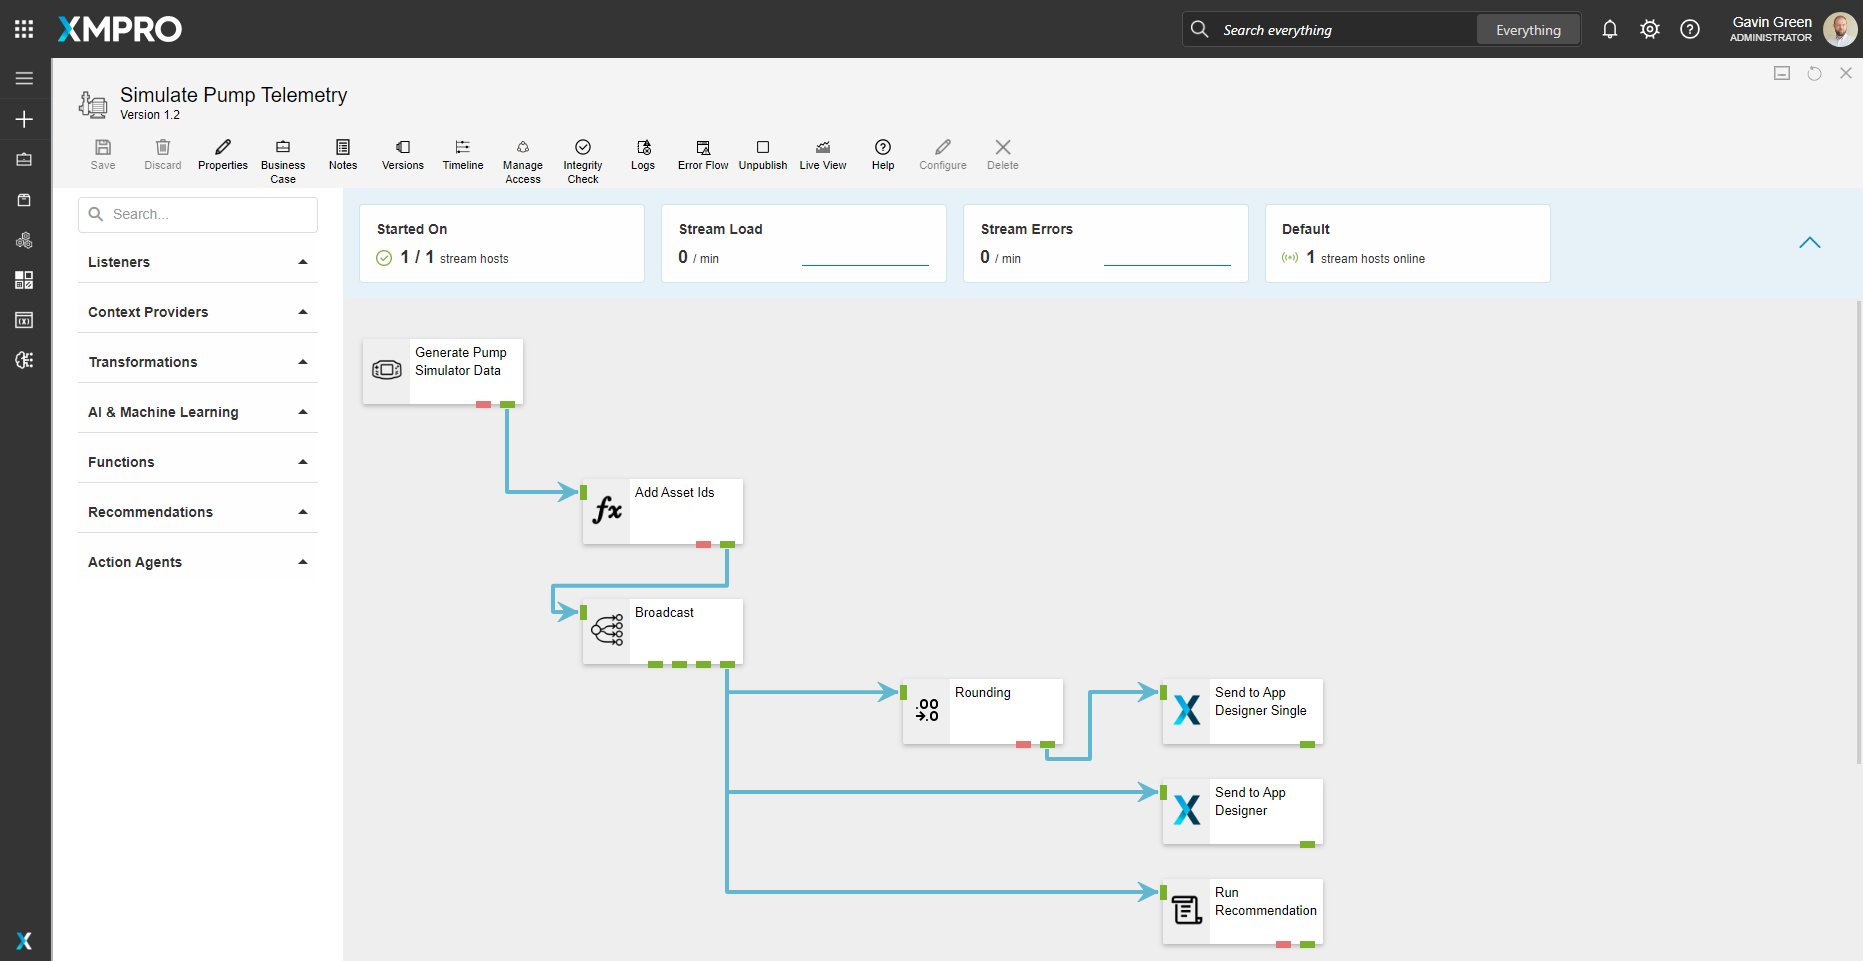 XMPRO
Search everything
Everything
Gavin Green
ADMINISTRATOR
Simulate Pump Telemetry
Version 1.2
Save
Discard
Properties
Business
Case
Notes
Versions
Timeline
Manage
Access
Integrity
Check
Logs
Error Flow
Unpublish
Live View
Help
Configure
Delete
Search...
Listeners
Context Providers
Transformations
AI & Machine Learning
Functions
Recommendations
Action Agents
Started On
1 / 1 stream hosts
Stream Load
0 / min
Stream Errors
0 / min
Default
1 stream hosts online
Generate Pump
Simulator Data
fx
Add Asset Ids
Broadcast
.00
→.0
Rounding
Send to App
Designer Single
Send to App
Designer
Run
Recommendation